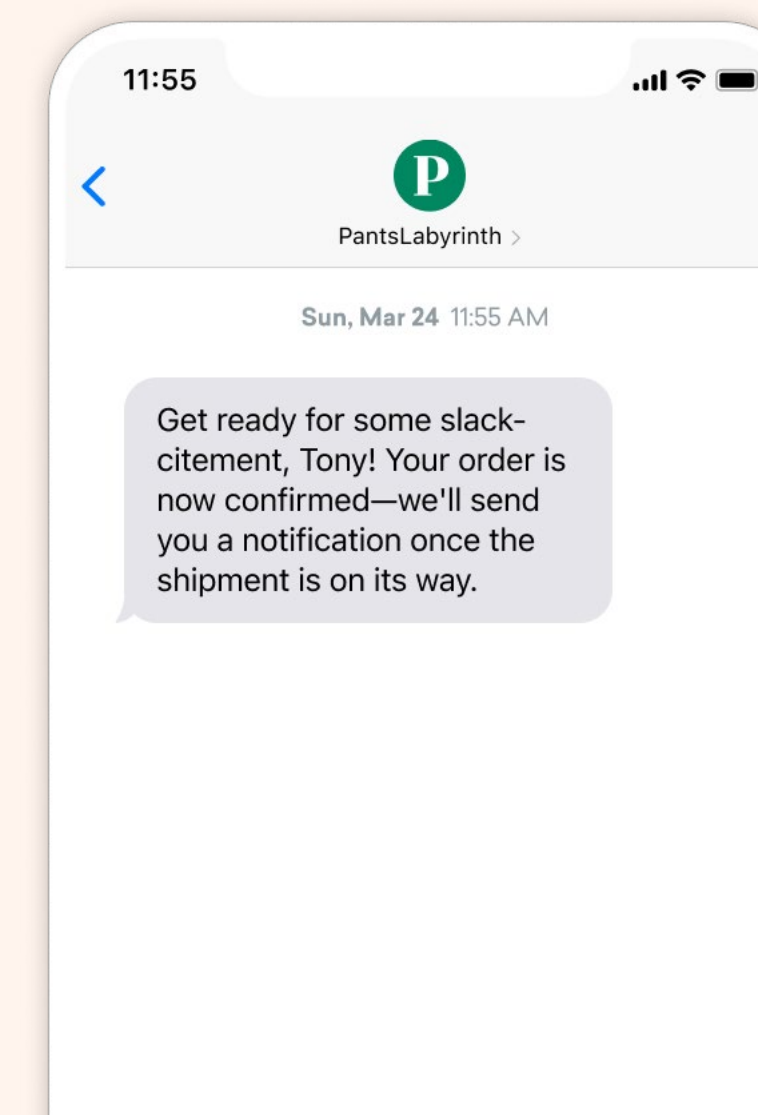 11:55
P
PantsLabyrinth
Sun, Mar 24 11:55 AM
Get ready for some slack-
citement, Tony! Your order is
now confirmed—we'll send
you a notification once the
shipment is on its way.